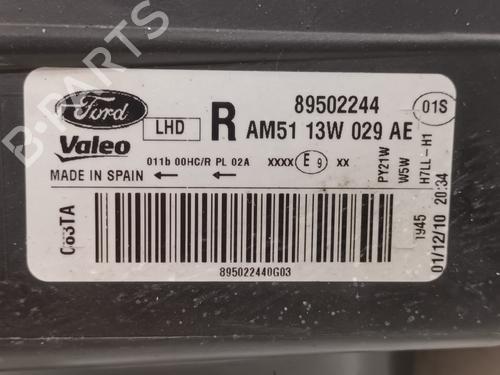 Ford
Valeo
LHD
R
89502244
01S
AM51 13W 029 AE
011b 00HC/R PL 02A
XXXX E 9 XX
MADE IN SPAIN
C63TA
895022440G03
PY21W
W5W
H7LL-H1
1945
01/12/10 20:34
B-PARTS